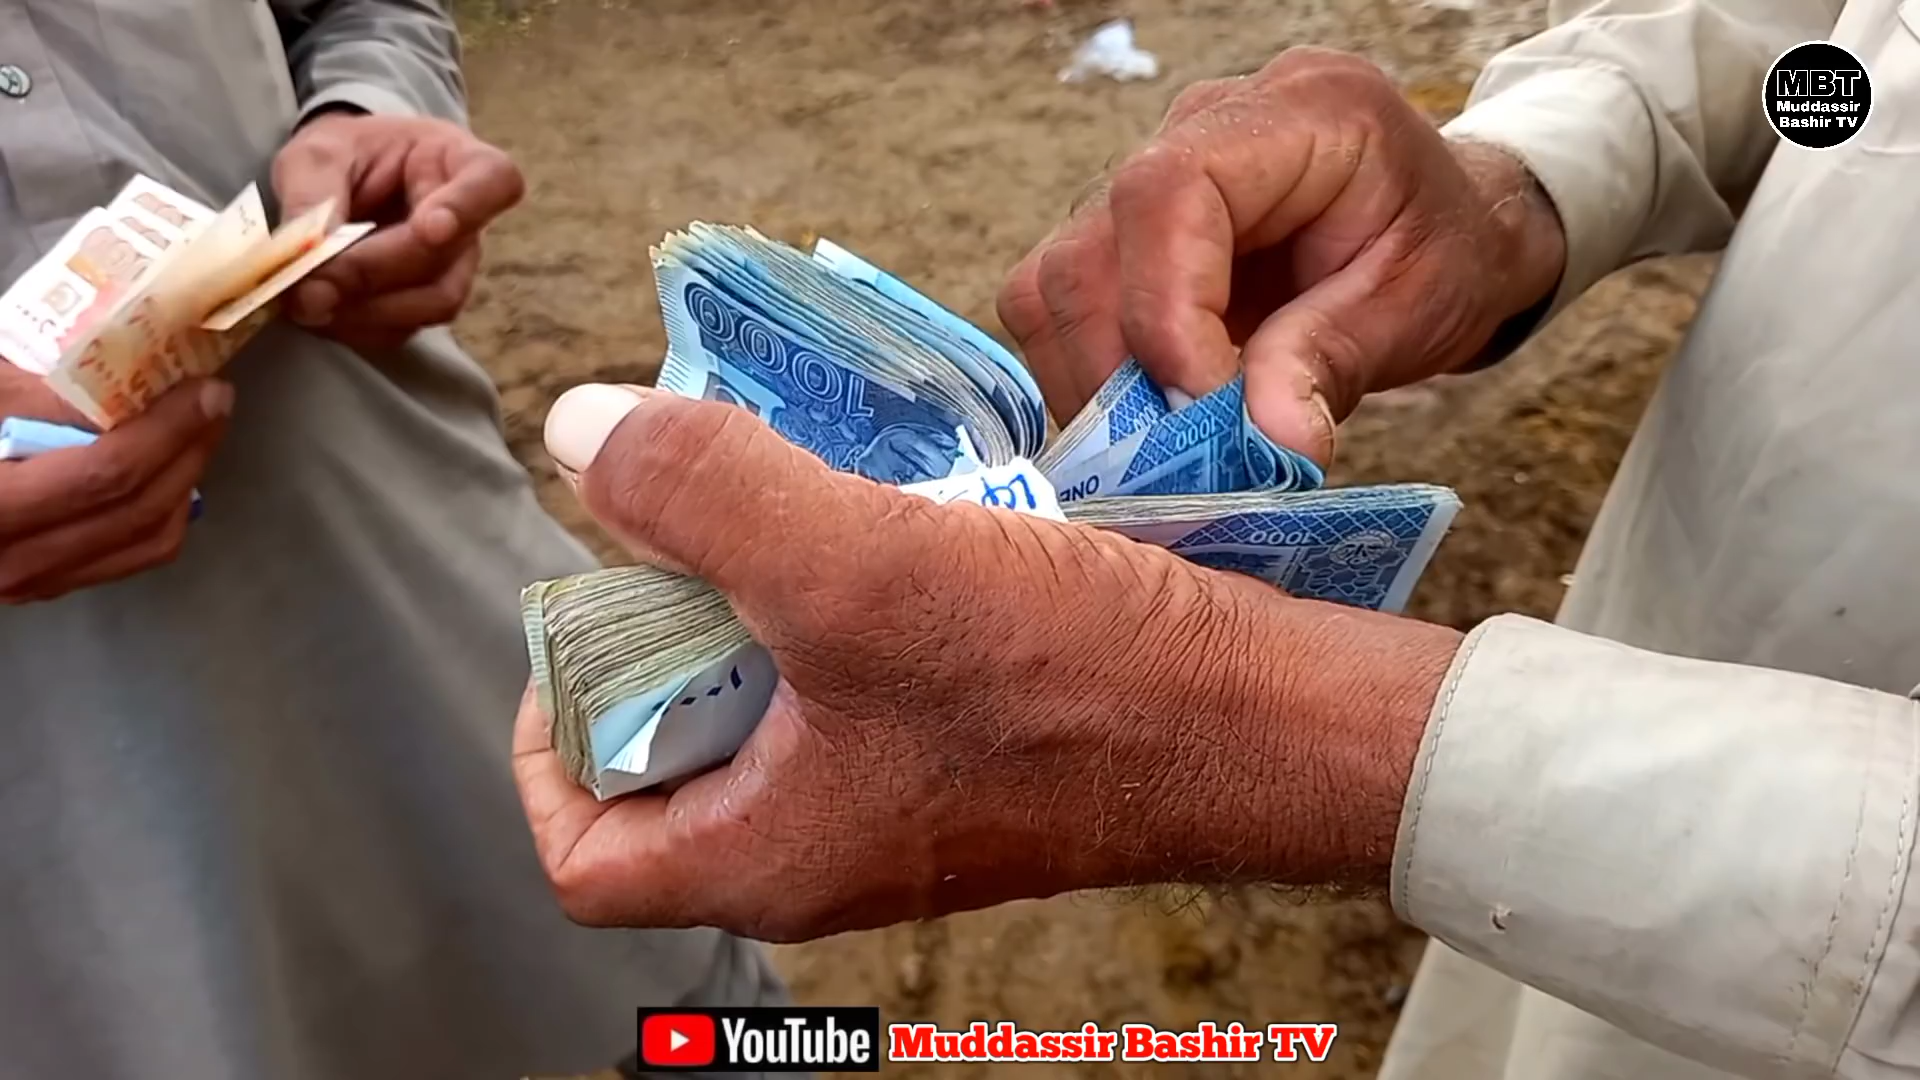 MBT
Muddassir
Bashir TV
1000
1000
ONE
1000
YouTube Muddassir Bashir TV